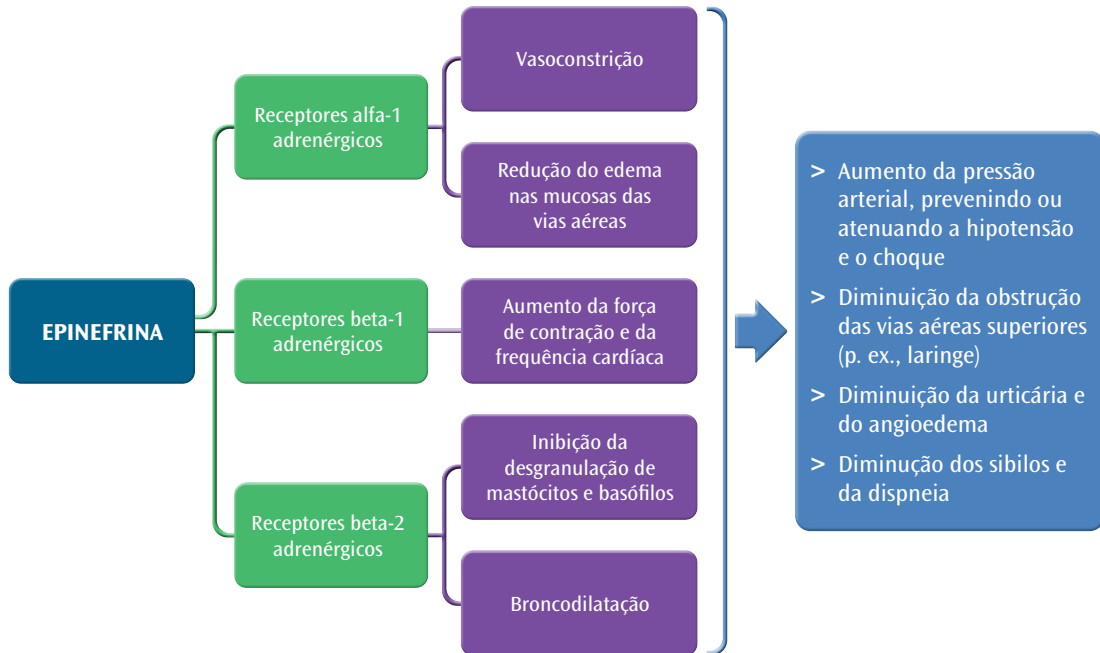 EPINEFRINA
Receptores alfa-1
adrenérgicos
Receptores beta-1
adrenérgicos
Receptores beta-2
adrenérgicos
Vasoconstrição
Redução do edema
nas mucosas das
vias aéreas
Aumento da força
de contração e da
frequência cardíaca
Inibição da
desgranulação de
mastócitos e basófilos
Broncodilatação
> Aumento da pressão
arterial, prevenindo ou
atenuando a hipotensão
e o choque
> Diminuição da obstrução
das vias aéreas superiores
(p. ex., laringe)
> Diminuição da urticária e
do angioedema
> Diminução dos sibilos e
da dispneia